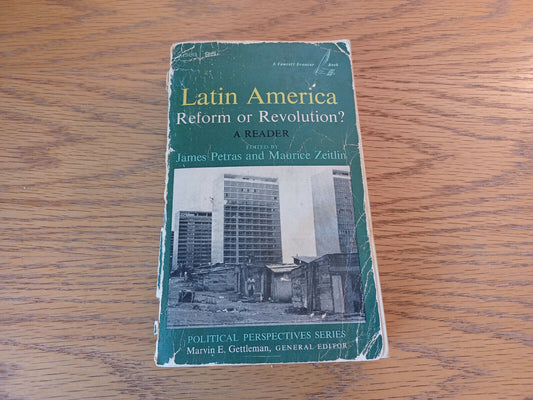 A Fawcett Premier Book
Latin America
Reform or Revolution?
A READER
EDITED BY
James Petras and Maurice Zeitlin
POLITICAL PERSPECTIVES SERIES
Marvin E. Gettleman, GENERAL EDITOR